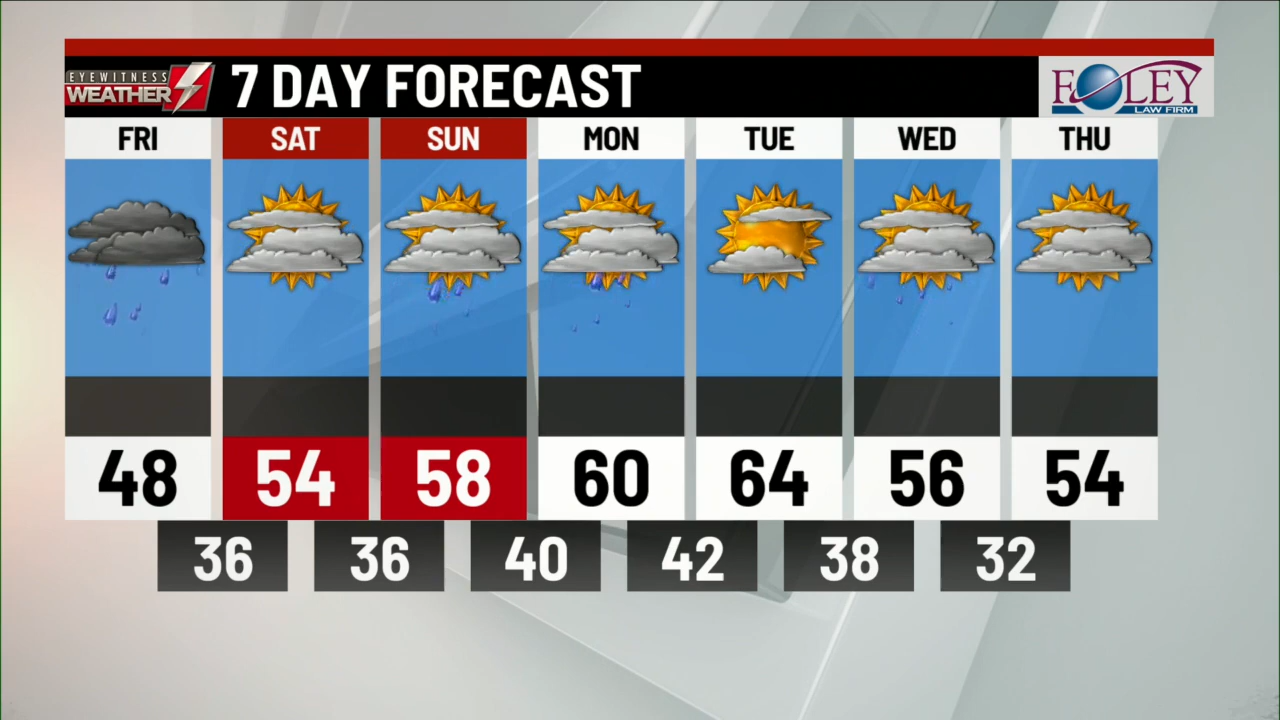 EYEWITNESS
WEATHER
7 DAY FORECAST
FOLEY
LAW FIRM
FRI SAT SUN MON TUE WED THU
48 54 58 60 64 56 54
36 36 40 42 38 32